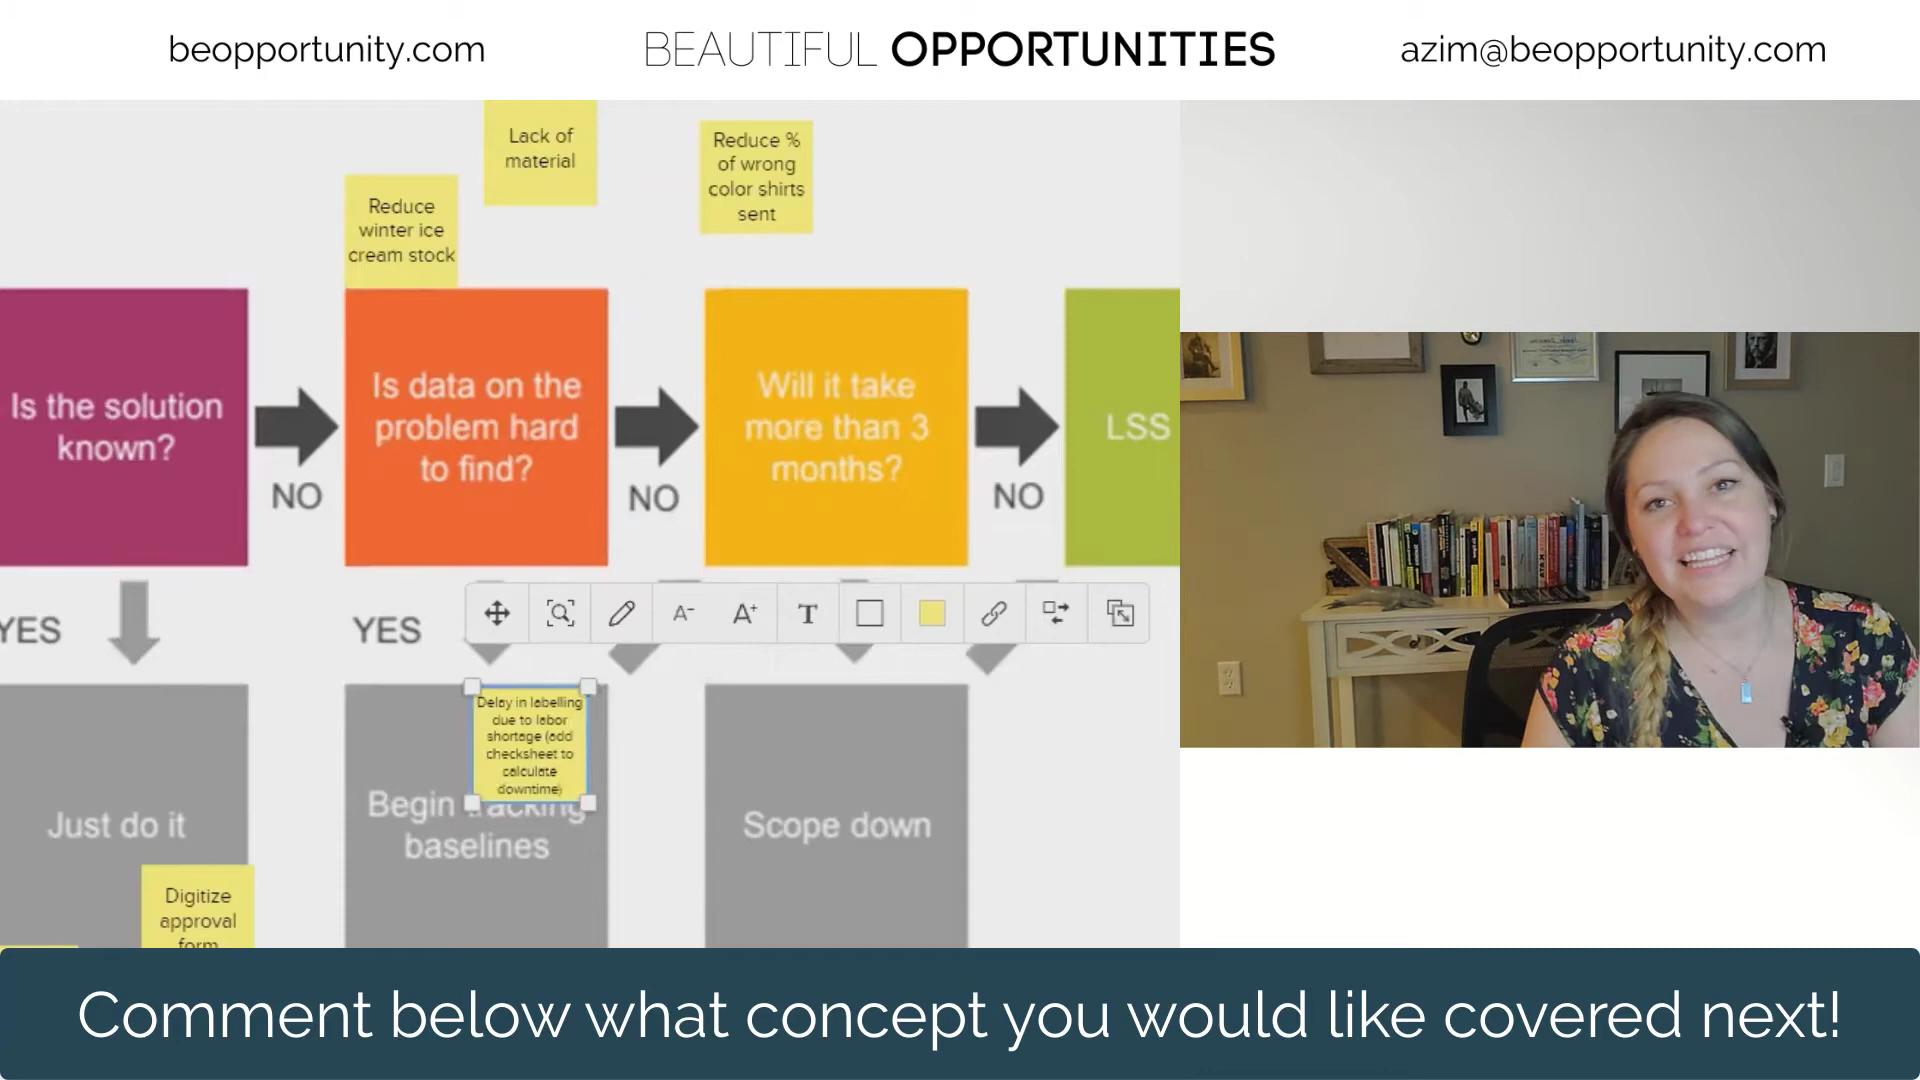 beopportunity.com
BEAUTIFUL OPPORTUNITIES
azim@beopportunity.com
Lack of
material
Reduce %
of wrong
color shirts
sent
Reduce
winter ice
cream stock
Is the solution
known?
NO
Is data on the
problem hard
to find?
NO
Will it take
more than 3
months?
NO
LSS
YES
YES
A-
A+
T
Delay in labelling
due to labor
shortage (add
checksheet to
calculate
downtime)
Just do it
Begin tracking
baselines
Scope down
Digitize
approval
form
Comment below what concept you would like covered next!